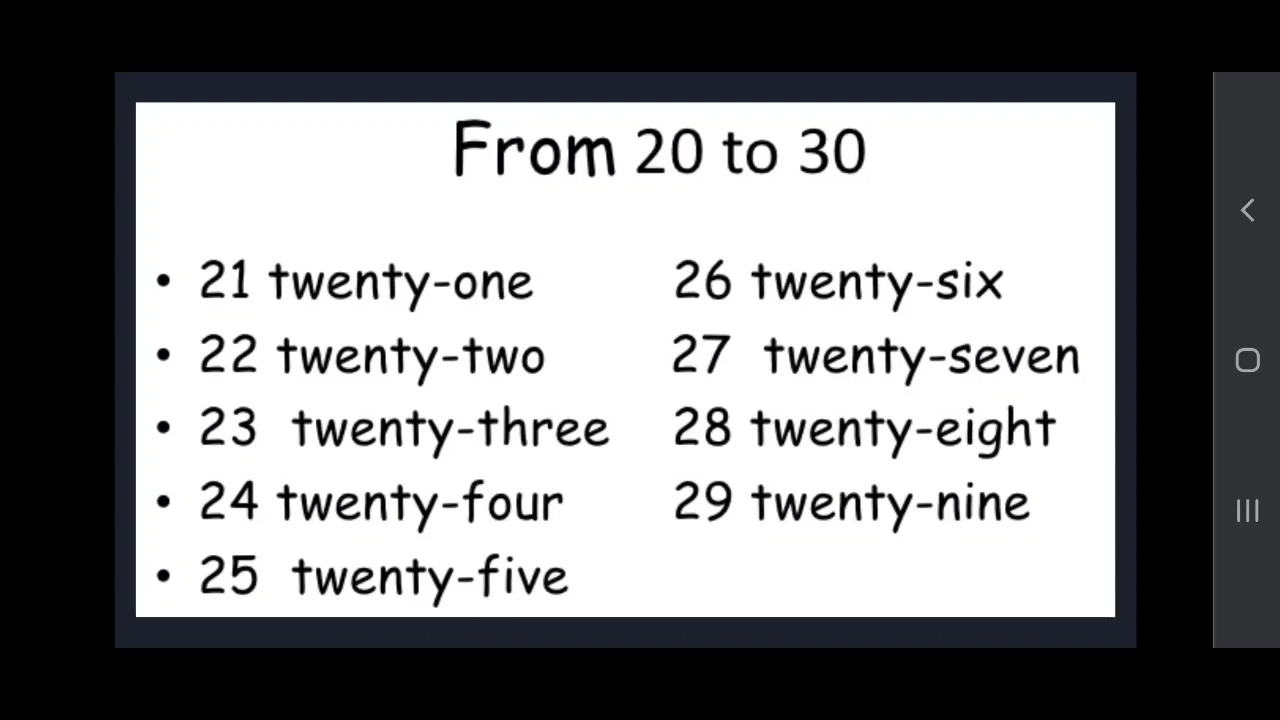 From 20 to 30
• 21 twenty-one
• 22 twenty-two
• 23 twenty-three
• 24 twenty-four
• 25 twenty-five
26 twenty-six
27 twenty-seven
28 twenty-eight
29 twenty-nine